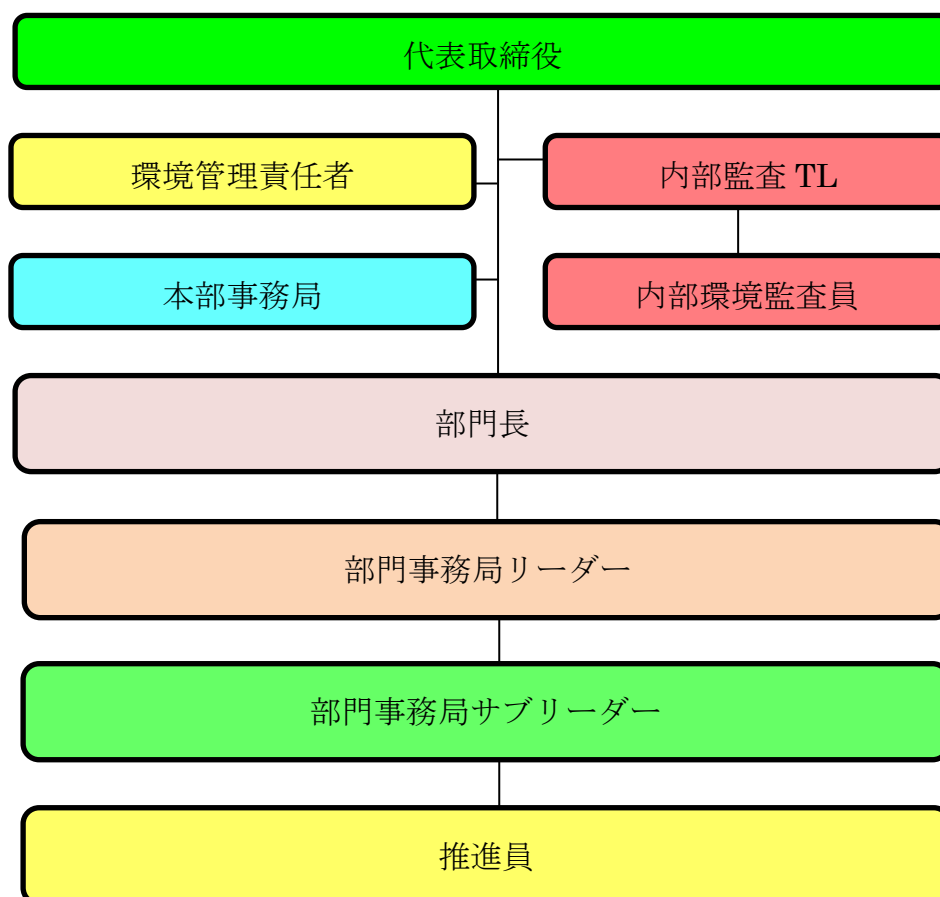 代表取締役
環境管理責任者
内部監査 TL
本部事務局
内部環境監査員
部門長
部門事務局リーダー
部門事務局サブリーダー
推進員